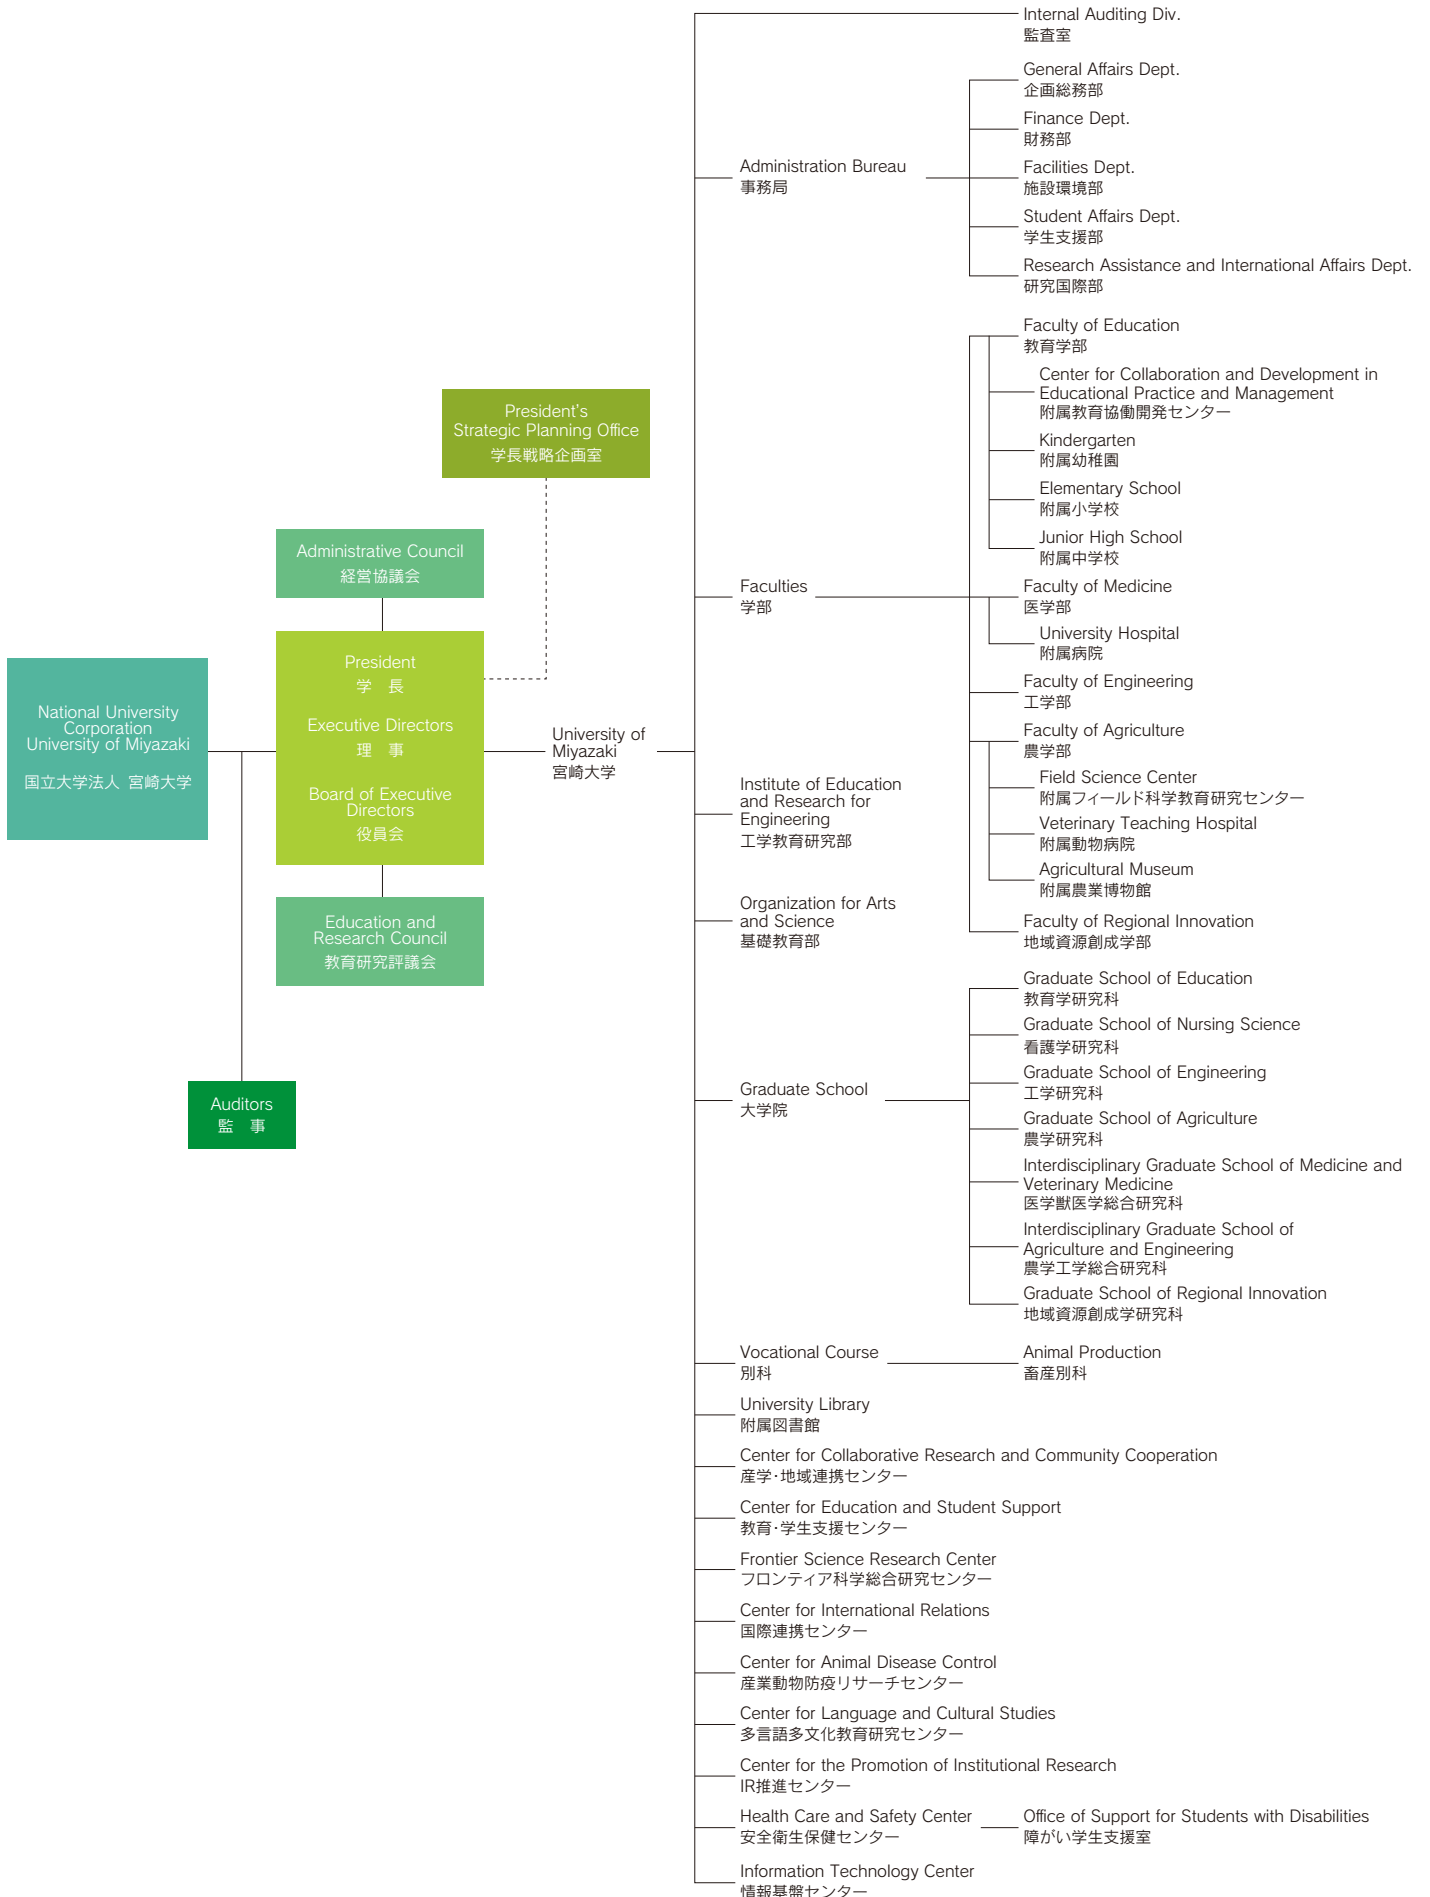 Internal Auditing Div.
監査室
General Affairs Dept.
企画総務部
Finance Dept.
財務部
Administration Bureau
事務局
Facilities Dept.
施設環境部
Student Affairs Dept.
学生支援部
Research Assistance and International Affairs Dept.
研究国際部
Faculty of Education
教育学部
Center for Collaboration and Development in
Educational Practice and Management
附属教育協働開発センター
Kindergarten
附属幼稚園
Elementary School
附属小学校
Junior High School
附属中学校
President's
Strategic Planning Office
学長戦略企画室
Administrative Council
経営協議会
Faculties
学部
Faculty of Medicine
医学部
University Hospital
附属病院
Faculty of Engineering
工学部
Faculty of Agriculture
農学部
Field Science Center
附属フィールド科学教育研究センター
Veterinary Teaching Hospital
附属動物病院
Agricultural Museum
附属農業博物館
Faculty of Regional Innovation
地域資源創成学部
National University
Corporation
University of Miyazaki
国立大学法人 宮崎大学
President
学 長
Executive Directors
理 事
Board of Executive
Directors
役員会
University of
Miyazaki
宮崎大学
Institute of Education
and Research for
Engineering
工学教育研究部
Organization for Arts
and Science
基礎教育部
Education and
Research Council
教育研究評議会
Auditors
監 事
Graduate School
大学院
Graduate School of Education
教育学研究科
Graduate School of Nursing Science
看護学研究科
Graduate School of Engineering
工学研究科
Graduate School of Agriculture
農学研究科
Interdisciplinary Graduate School of Medicine and
Veterinary Medicine
医学獣医学総合研究科
Interdisciplinary Graduate School of
Agriculture and Engineering
農学工学総合研究科
Graduate School of Regional Innovation
地域資源創成学研究科
Vocational Course
別科
Animal Production
畜産別科
University Library
附属図書館
Center for Collaborative Research and Community Cooperation
産学・地域連携センター
Center for Education and Student Support
教育・学生支援センター
Frontier Science Research Center
フロンティア科学総合研究センター
Center for International Relations
国際連携センター
Center for Animal Disease Control
産業動物防疫リサーチセンター
Center for Language and Cultural Studies
多言語多文化教育研究センター
Center for the Promotion of Institutional Research
IR推進センター
Health Care and Safety Center
安全衛生保健センター
Office of Support for Students with Disabilities
障がい学生支援室
Information Technology Center
情報基盤センター